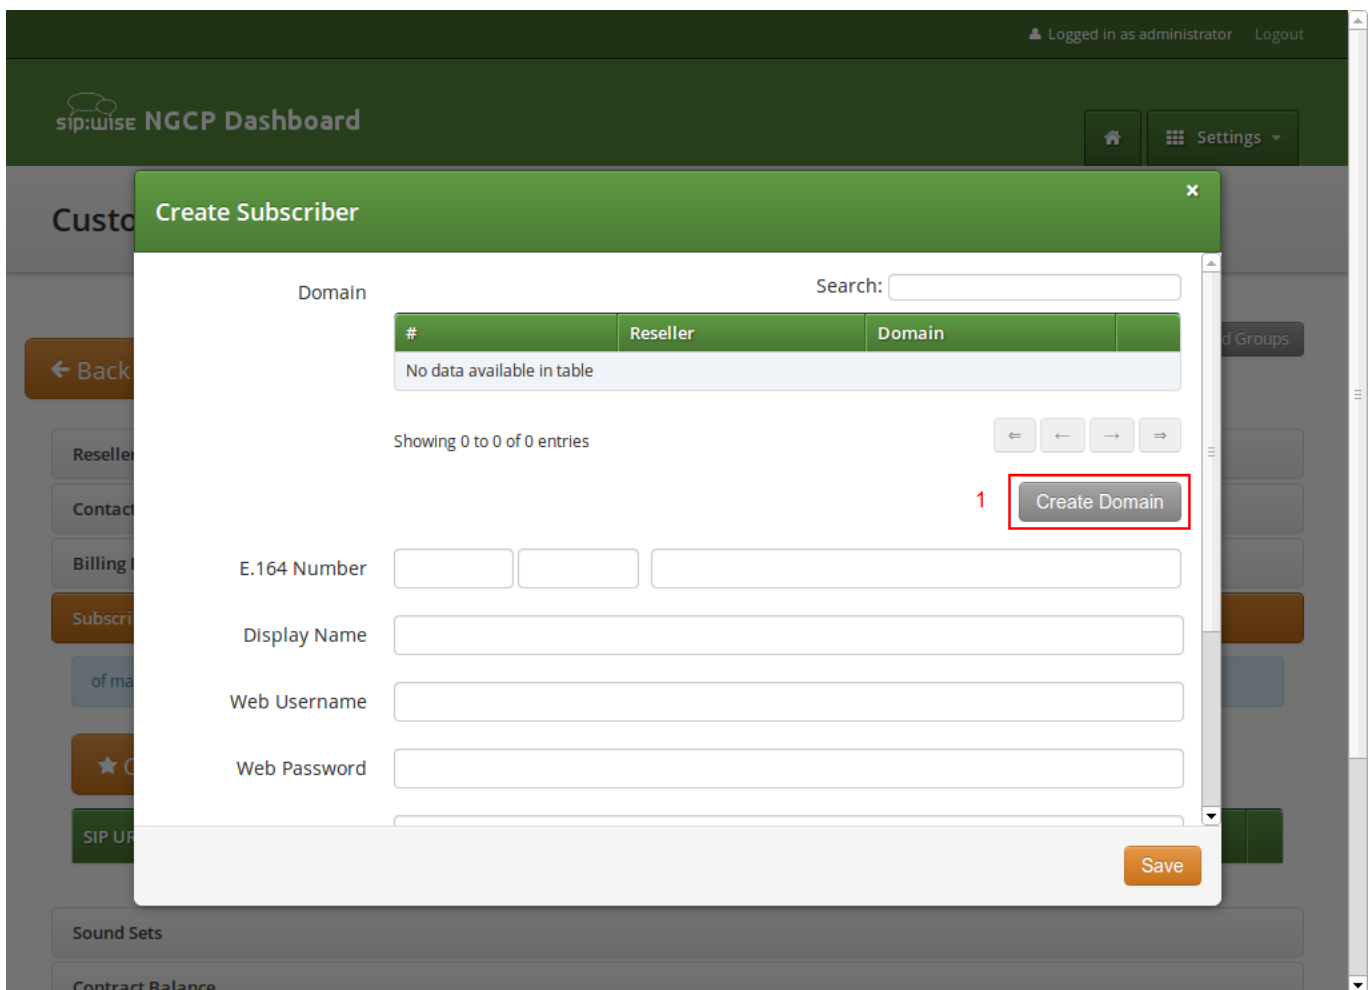 Logged in as administrator Logout
sip:wise NGCP Dashboard
Settings
Custo
Create Subscriber
×
Domain
Search:
# Reseller Domain
d Groups
Back
No data available in table
Showing 0 to 0 of 0 entries
⇐ ← → ⇒
Reseller
1 Create Domain
Contact
Billing
E.164 Number
Subscri
Display Name
of ma
Web Username
Web Password
SIP UR
Save
Sound Sets
Contract Balance